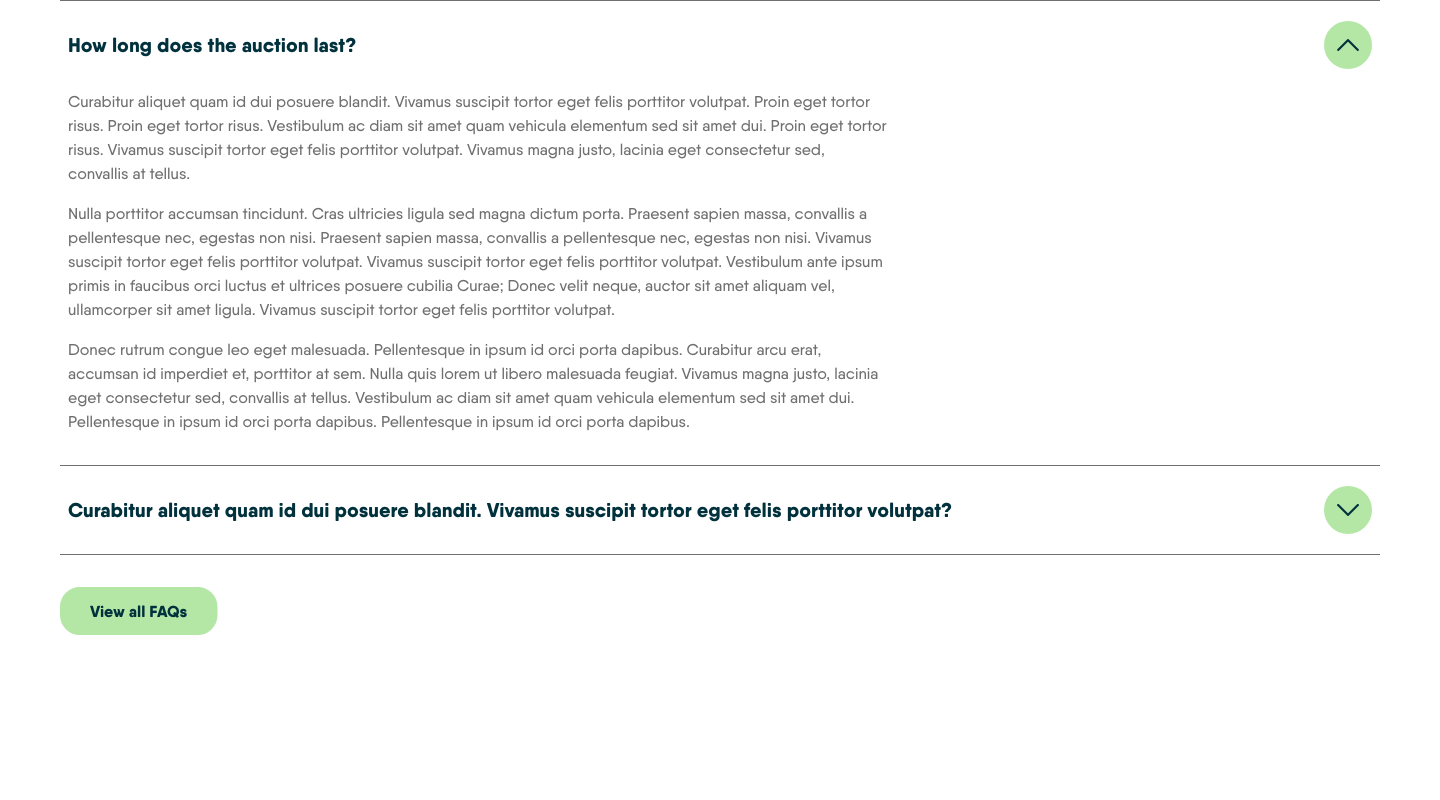 How long does the auction last?
Curabitur aliquet quam id dui posuere blandit. Vivamus suscipit tortor eget felis porttitor volutpat. Proin eget tortor
risus. Proin eget tortor risus. Vestibulum ac diam sit amet quam vehicula elementum sed sit amet dui. Proin eget tortor
risus. Vivamus suscipit tortor eget felis porttitor volutpat. Vivamus magna justo, lacinia eget consectetur sed,
convallis at tellus.
Nulla porttitor accumsan tincidunt. Cras ultricies ligula sed magna dictum porta. Praesent sapien massa, convallis a
pellentesque nec, egestas non nisi. Praesent sapien massa, convallis a pellentesque nec, egestas non nisi. Vivamus
suscipit tortor eget felis porttitor volutpat. Vivamus suscipit tortor eget felis porttitor volutpat. Vestibulum ante ipsum
primis in faucibus orci luctus et ultrices posuere cubilia Curae; Donec velit neque, auctor sit amet aliquam vel,
ullamcorper sit amet ligula. Vivamus suscipit tortor eget felis porttitor volutpat.
Donec rutrum congue leo eget malesuada. Pellentesque in ipsum id orci porta dapibus. Curabitur arcu erat,
accumsan id imperdiet et, porttitor at sem. Nulla quis lorem ut libero malesuada feugiat. Vivamus magna justo, lacinia
eget consectetur sed, convallis at tellus. Vestibulum ac diam sit amet quam vehicula elementum sed sit amet dui.
Pellentesque in ipsum id orci porta dapibus. Pellentesque in ipsum id orci porta dapibus.
Curabitur aliquet quam id dui posuere blandit. Vivamus suscipit tortor eget felis porttitor volutpat?
View all FAQs